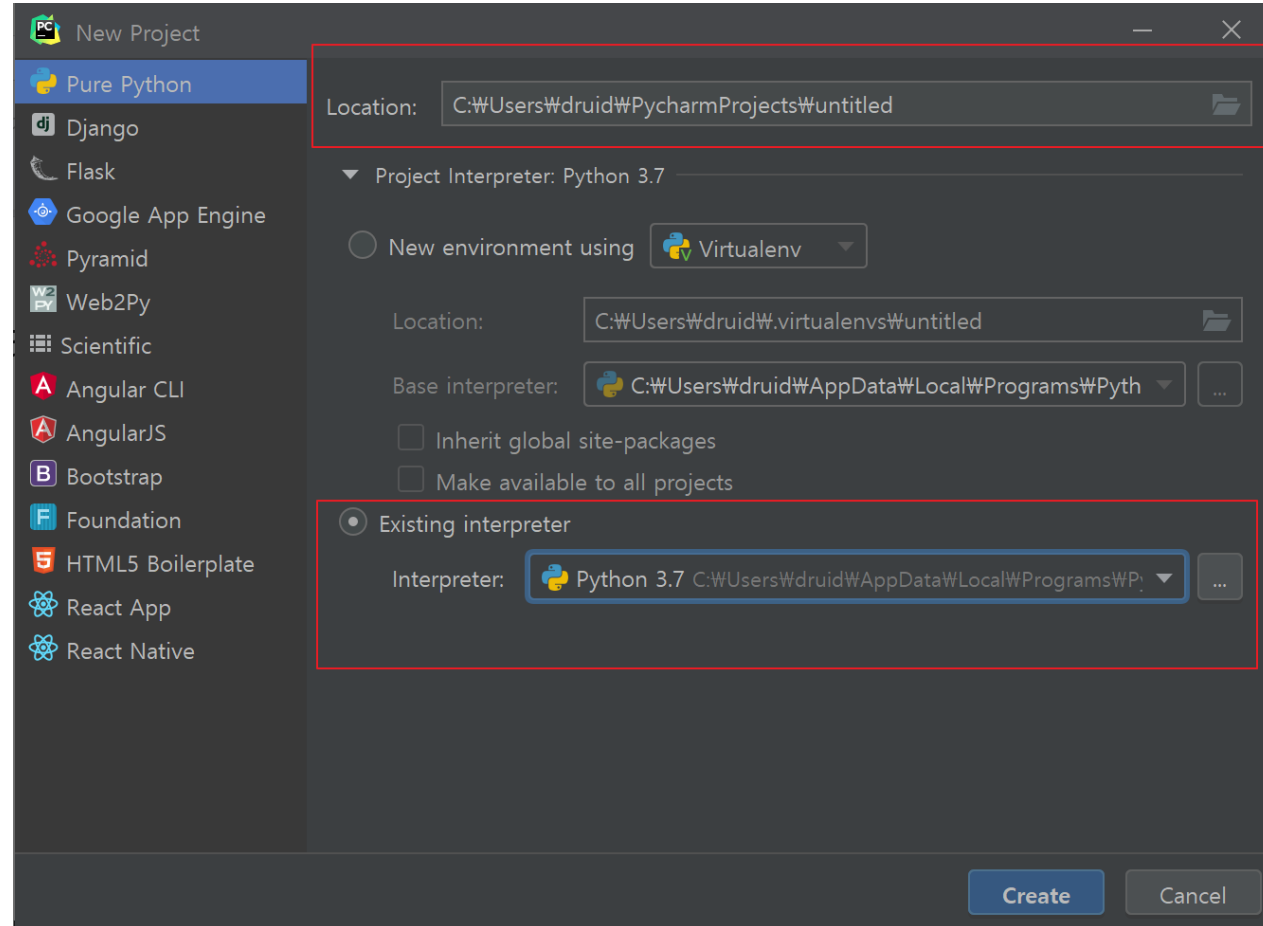 New Project
Pure Python
Django
Flask
Google App Engine
Pyramid
Web2Py
Scientific
Angular CLI
AngularJS
Bootstrap
Foundation
HTML5 Boilerplate
React App
React Native
Location: C:₩Users₩druid₩PycharmProjects₩untitled
Project Interpreter: Python 3.7
New environment using Virtualenv
Location: C:₩Users₩druid₩.virtualenvs₩untitled
Base interpreter: C:₩Users₩druid₩AppData₩Local₩Programs₩Pyth ...
Inherit global site-packages
Make available to all projects
Existing interpreter
Interpreter: Python 3.7 C:₩Users₩druid₩AppData₩Local₩Programs₩Py ...
Create Cancel